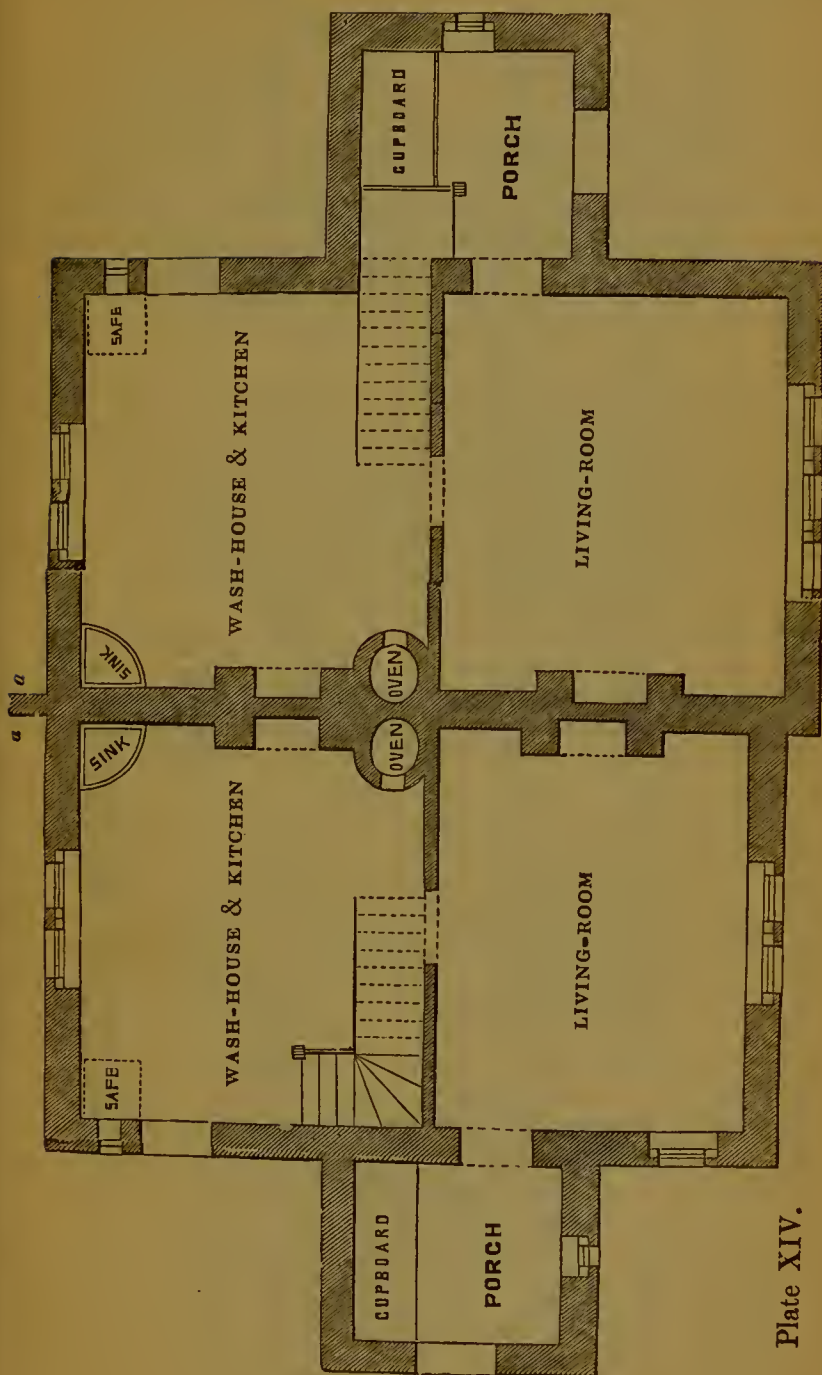 a a
SAFE
SINK
SINK
SAFE
WASH-HOUSE & KITCHEN
WASH-HOUSE & KITCHEN
CUPBOARD
OVEN
OVEN
CUPBOARD
PORCH
PORCH
LIVING-ROOM
LIVING-ROOM
Plate XIV.